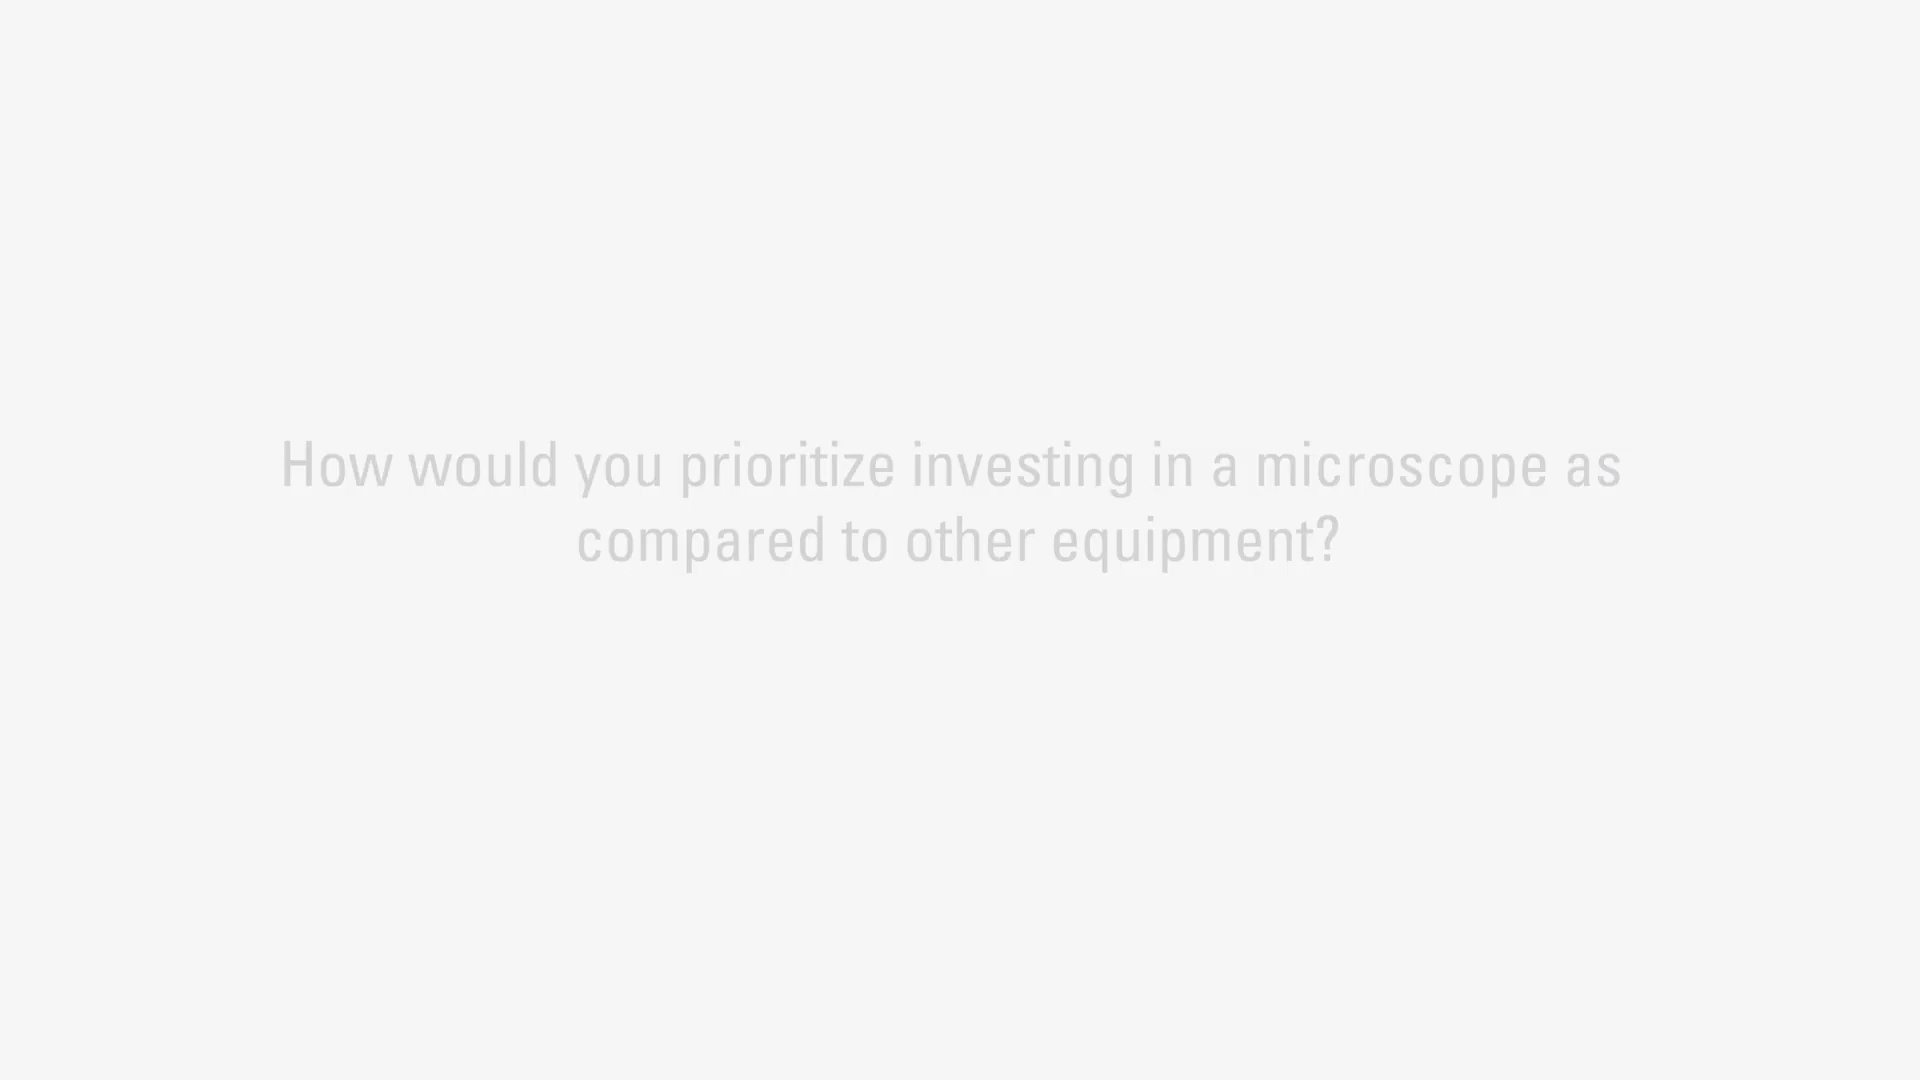 How would you prioritize investing in a microscope as
compared to other equipment?